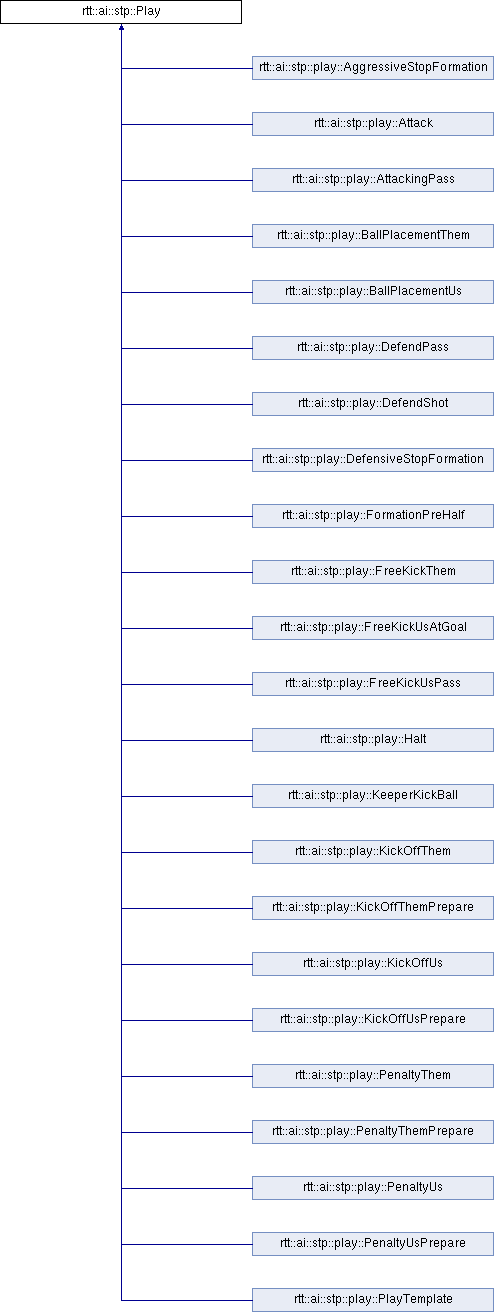 rtt::ai::stp::Play
rtt::ai::stp::play::AggressiveStopFormation
rtt::ai::stp::play::Attack
rtt::ai::stp::play::AttackingPass
rtt::ai::stp::play::BallPlacementThem
rtt::ai::stp::play::BallPlacementUs
rtt::ai::stp::play::DefendPass
rtt::ai::stp::play::DefendShot
rtt::ai::stp::play::DefensiveStopFormation
rtt::ai::stp::play::FormationPreHalf
rtt::ai::stp::play::FreeKickThem
rtt::ai::stp::play::FreeKickUsAtGoal
rtt::ai::stp::play::FreeKickUsPass
rtt::ai::stp::play::Halt
rtt::ai::stp::play::KeeperKickBall
rtt::ai::stp::play::KickOffThem
rtt::ai::stp::play::KickOffThemPrepare
rtt::ai::stp::play::KickOffUs
rtt::ai::stp::play::KickOffUsPrepare
rtt::ai::stp::play::PenaltyThem
rtt::ai::stp::play::PenaltyThemPrepare
rtt::ai::stp::play::PenaltyUs
rtt::ai::stp::play::PenaltyUsPrepare
rtt::ai::stp::play::PlayTemplate